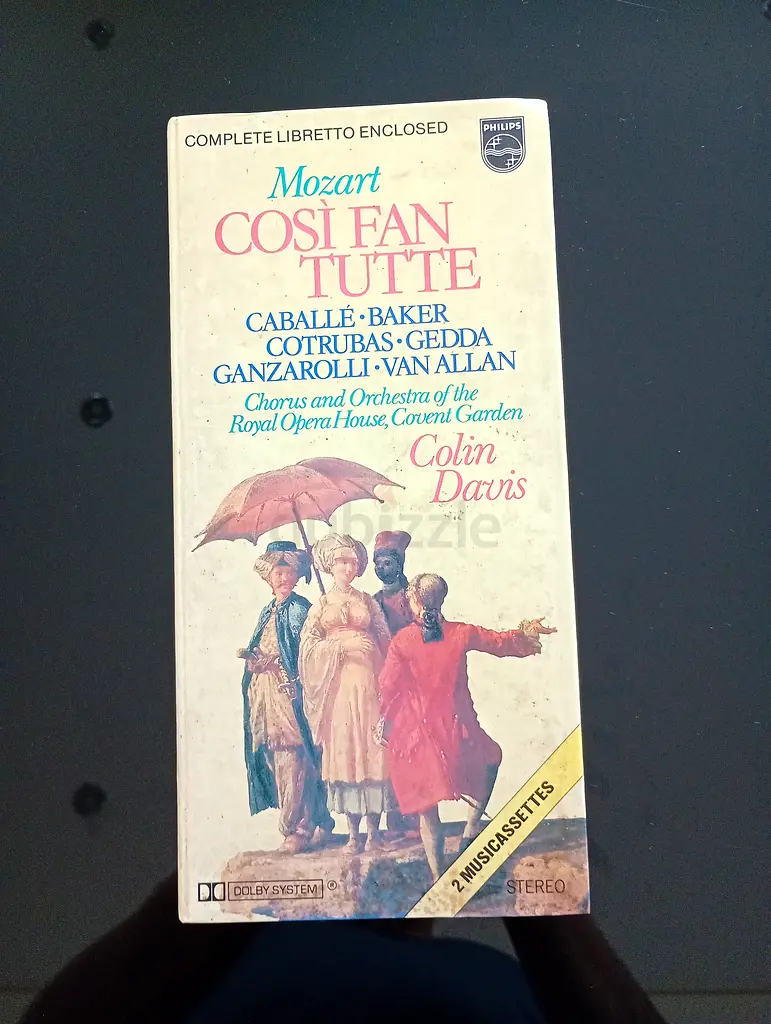 COMPLETE LIBRETTO ENCLOSED
PHILIPS
Mozart
COSÌ FAN
TUTTE
CABALLÉ • BAKER
COTRUBAS • GEDDA
GANZAROLLI • VAN ALLAN
Chorus and Orchestra of the
Royal Opera House, Covent Garden
Colin
Davis
dubizzle
2 MUSICASSETTES
DOLBY SYSTEM ®
STEREO